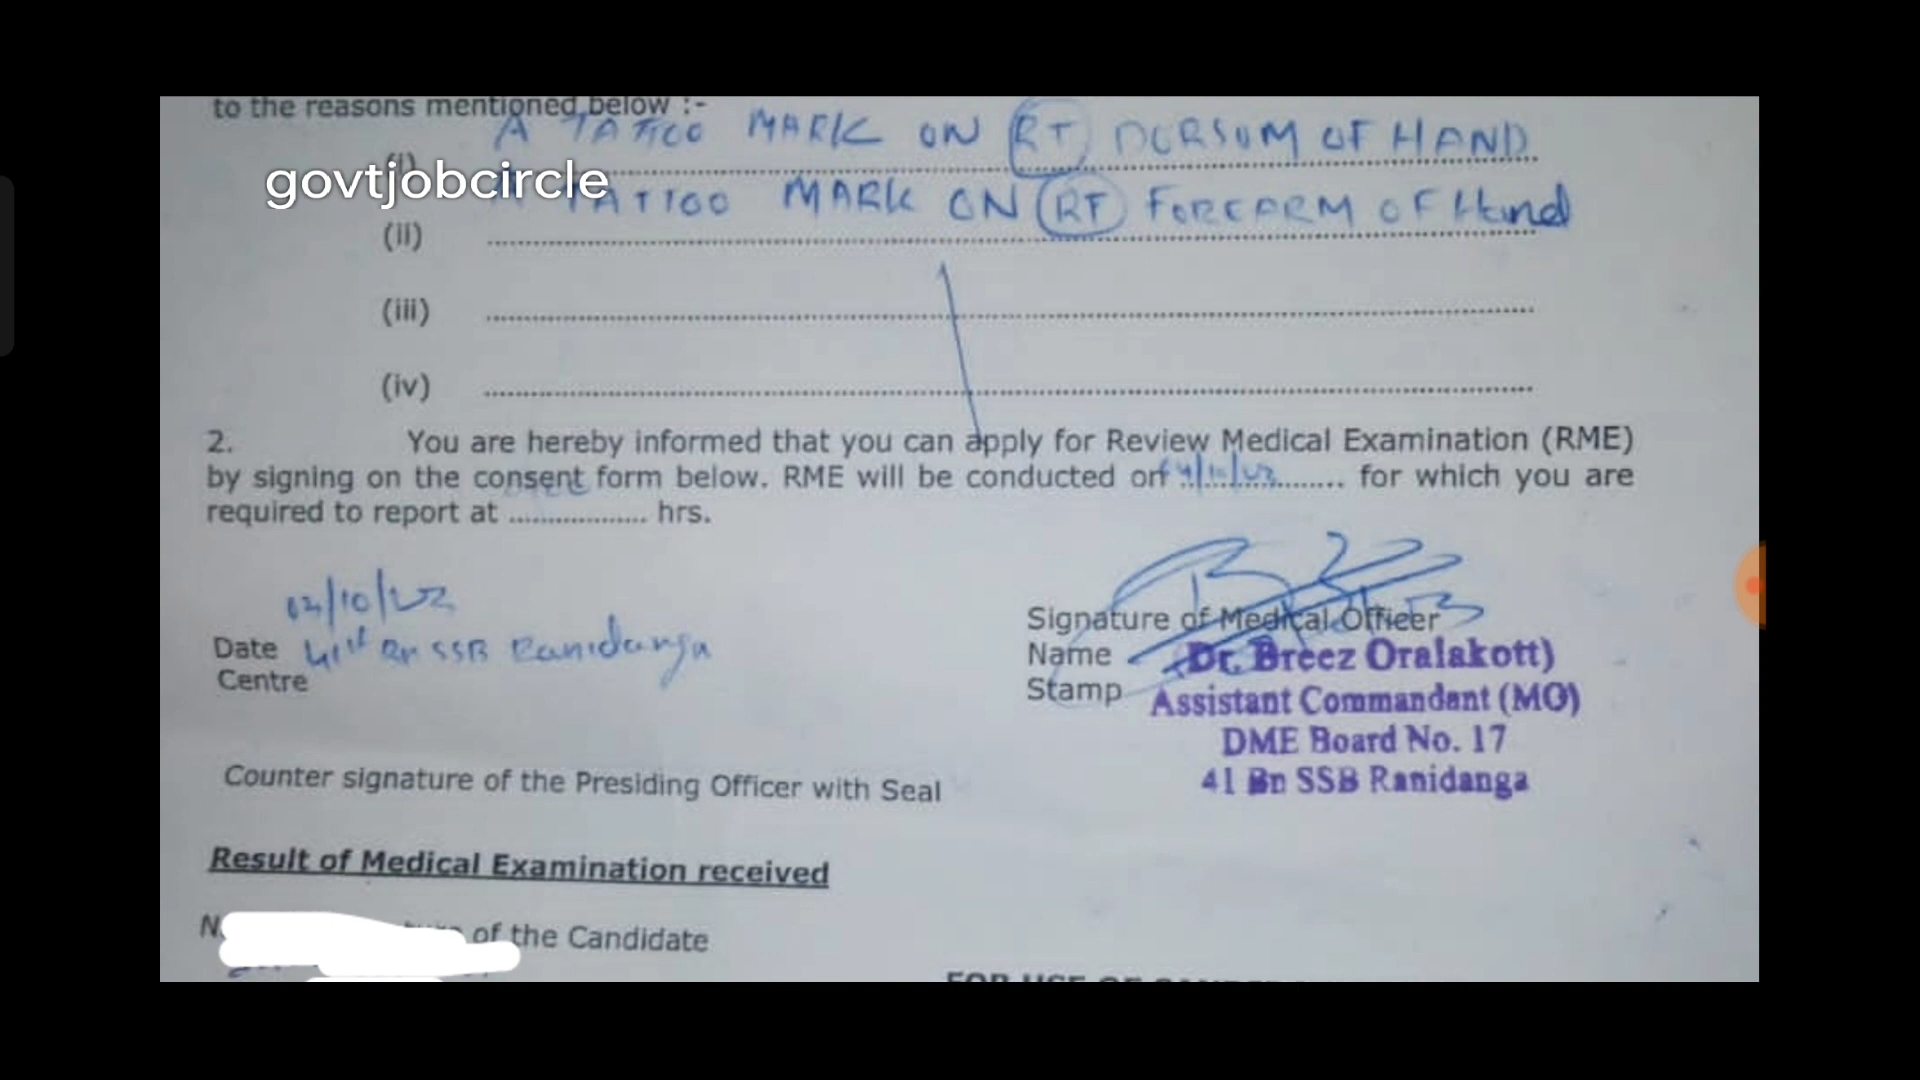 to the reasons mentioned below :-
A TATTOO MARK ON RT DORSUM OF HAND
(i)
govtjobcircle
A TATTOO MARK ON RT FOREARM OF Hand
(ii)
(iii)
(iv)
2. You are hereby informed that you can apply for Review Medical Examination (RME)
by signing on the consent form below. RME will be conducted on ................ for which you are
required to report at .................. hrs.
Signature of Medical Officer
Date 41st Bn SSB Ranidanga
Name (Dr. Breez Oralakott)
Centre
Stamp Assistant Commandant (MO)
DME Board No. 17
41 Bn SSB Ranidanga
Counter signature of the Presiding Officer with Seal
Result of Medical Examination received
of the Candidate